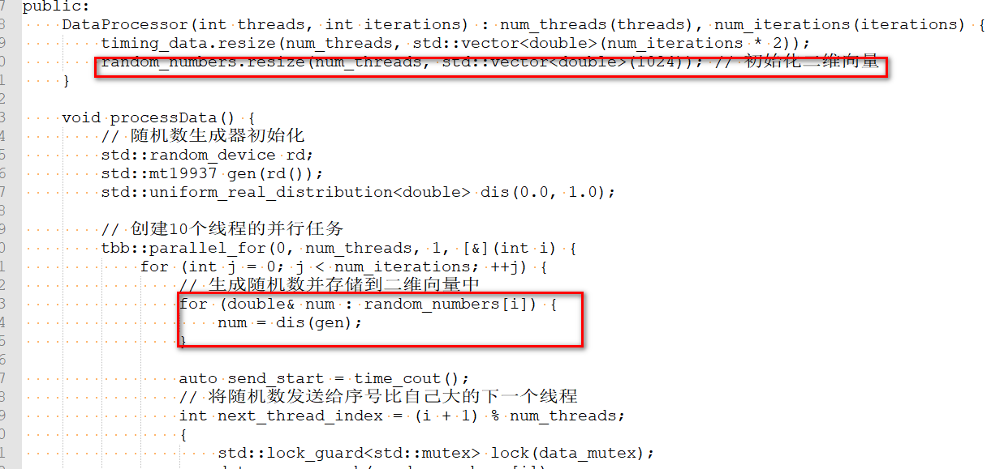 public:
DataProcessor(int threads, int iterations) : num_threads(threads), num_iterations(iterations) {
timing_data.resize(num_threads, std::vector<double>(num_iterations * 2));
random_numbers.resize(num_threads, std::vector<double>(1024)); // 初始化二维向量
}
void processData() {
// 随机数生成器初始化
std::random_device rd;
std::mt19937 gen(rd());
std::uniform_real_distribution<double> dis(0.0, 1.0);
// 创建10个线程的并行任务
tbb::parallel_for(0, num_threads, 1, [&](int i) {
for (int j = 0; j < num_iterations; ++j) {
// 生成随机数并存储到二维向量中
for (double& num : random_numbers[i]) {
num = dis(gen);
}
auto send_start = time_cout();
// 将随机数发送给序号比自己大的下一个线程
int next_thread_index = (i + 1) % num_threads;
{
std::lock_guard<std::mutex> lock(data_mutex);